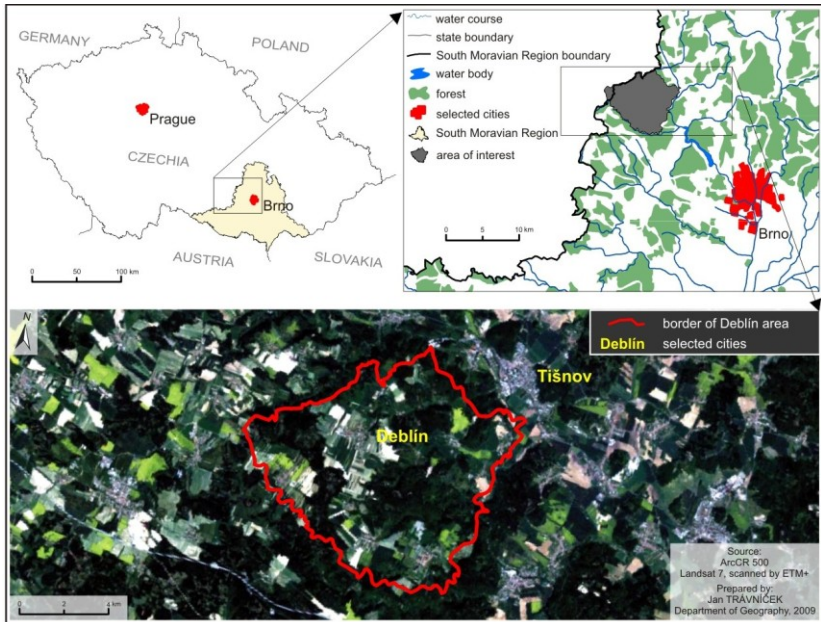 GERMANY
POLAND
Prague
CZECHIA
Brno
AUSTRIA
SLOVAKIA
0 50 100 km
water course
state boundary
South Moravian Region boundary
water body
forest
selected cities
South Moravian Region
area of interest
0 5 10 km
Brno
N
border of Deblín area
Deblín selected cities
Tišnov
Deblín
0 2 4 km
Source:
ArcCR 500
Landsat 7, scanned by ETM+
Prepared by:
Jan TRÁVNÍČEK
Department of Geography, 2009